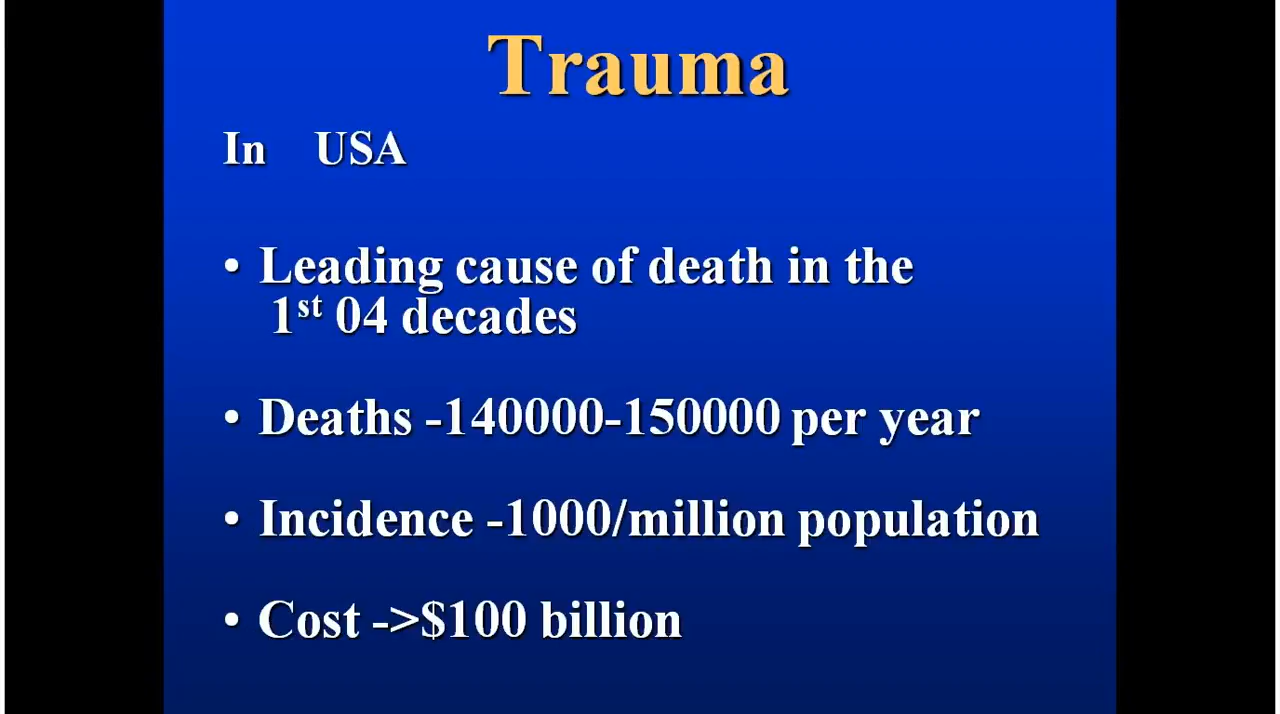 Trauma
In USA
• Leading cause of death in the
1st 04 decades
• Deaths -140000-150000 per year
• Incidence -1000/million population
• Cost ->$100 billion